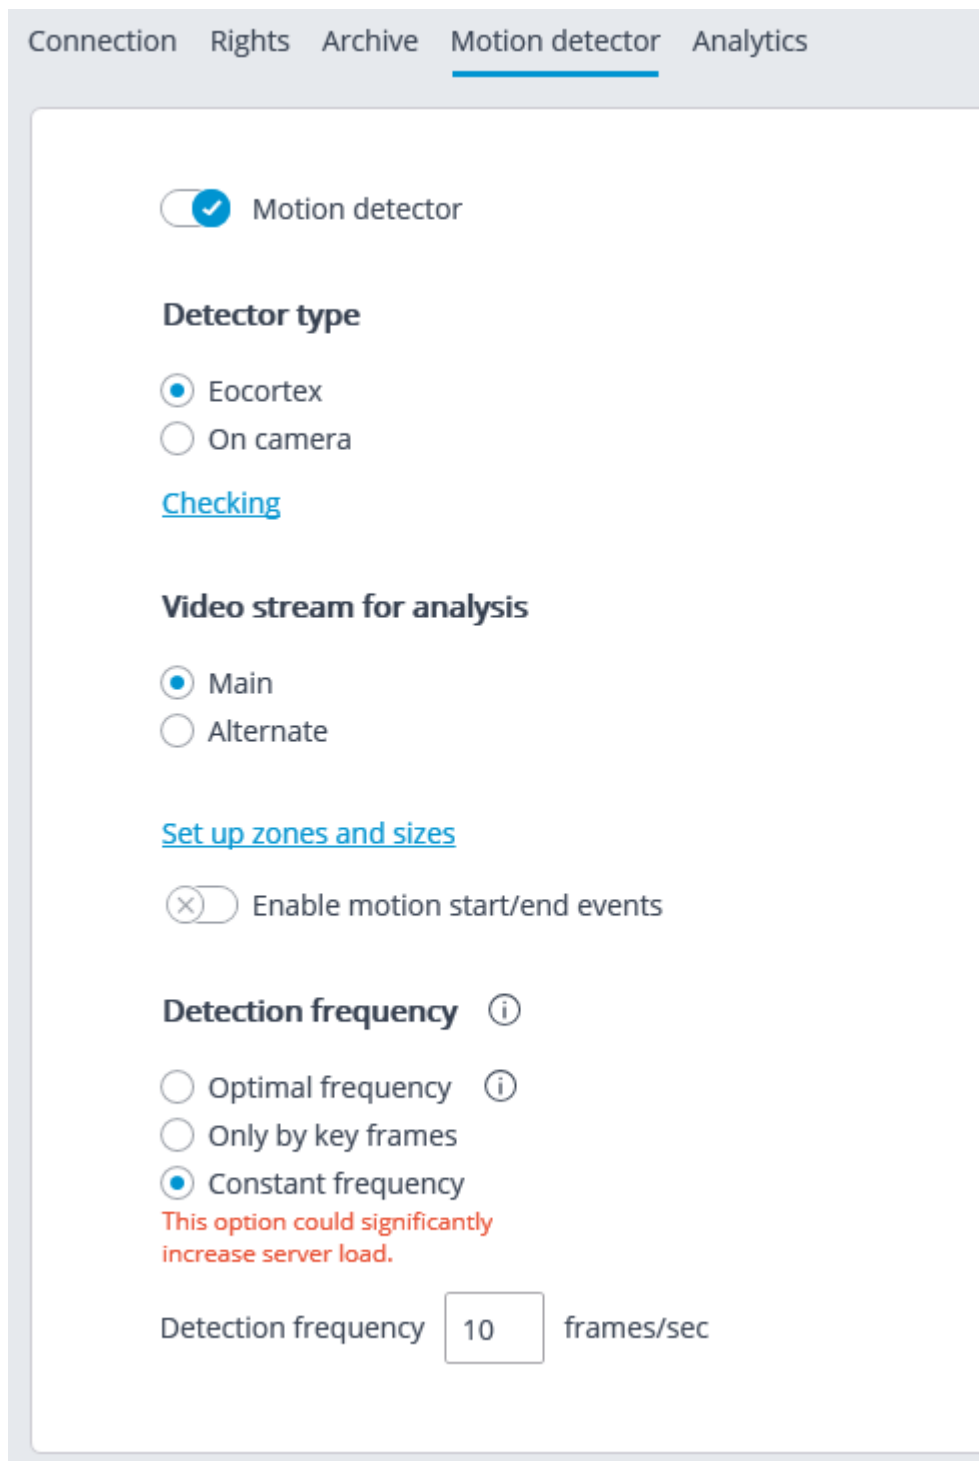 Connection Rights Archive Motion detector Analytics
Motion detector
Detector type
Eocortex
On camera
Checking
Video stream for analysis
Main
Alternate
Set up zones and sizes
Enable motion start/end events
Detection frequency
Optimal frequency
Only by key frames
Constant frequency
This option could significantly
increase server load.
Detection frequency 10 frames/sec